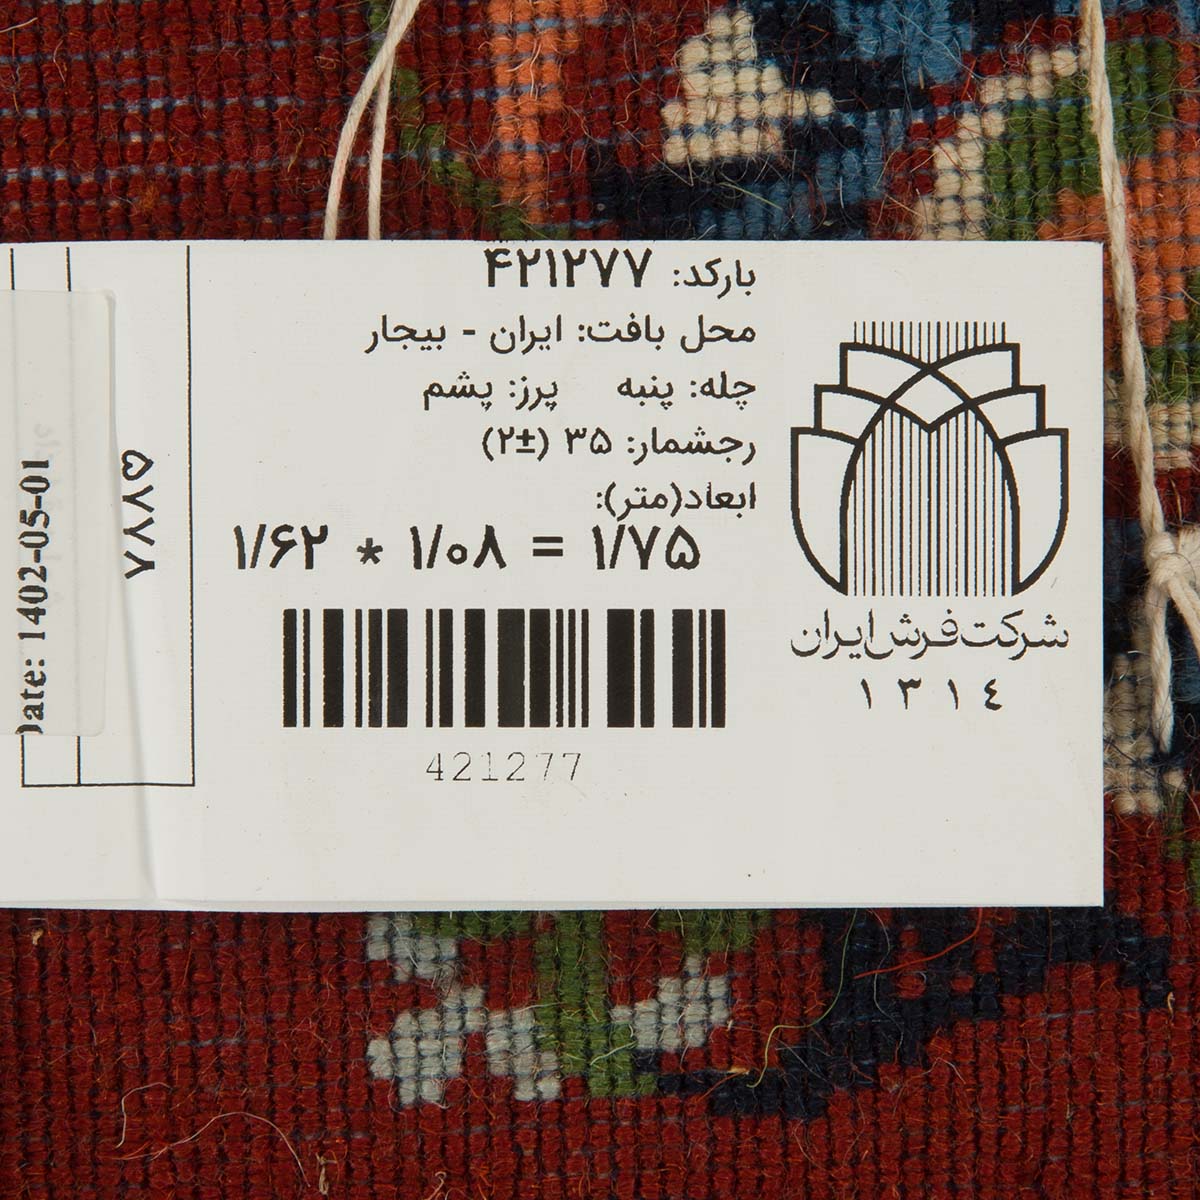 بارکد: ۴۲۱۲۷۷
محل بافت: ایران - بیجار
چله: پنبه پرز: پشم
رجشمار: ۳۵ (±۲)
ابعاد(متر):
۱/۶۲ * ۱/۰۸ = ۱/۷۵
421277
شرکت فرش ایران
١٣١٤
۵۷۷۸
Date: 1402-05-01